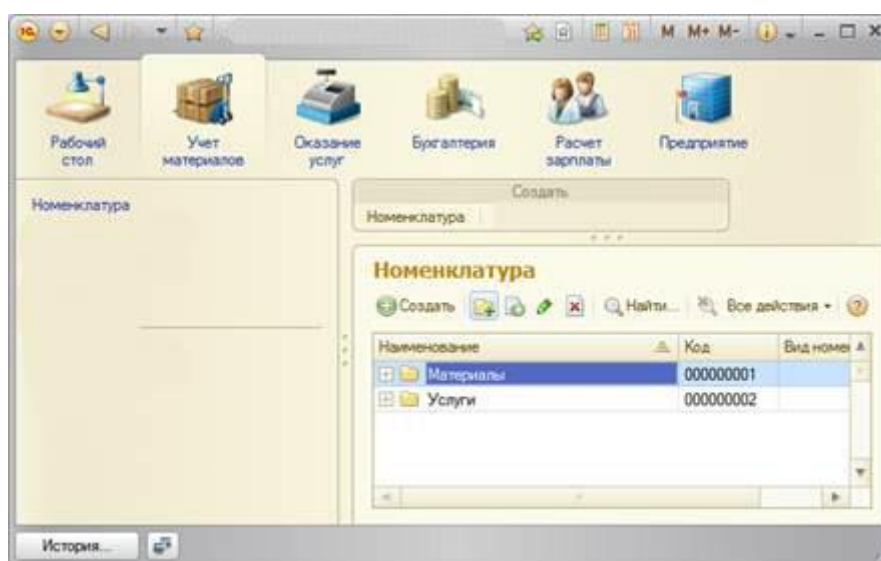 1С
M M+ M-
Рабочий
стол
Учет
материалов
Оказание
услуг
Бухгалтерия
Расчет
зарплаты
Предприятие
Номенклатура
Создать
Номенклатура
Номенклатура
Создать Найти... Все действия
Наименование Код Вид номен
Материалы 000000001
Услуги 000000002
История...